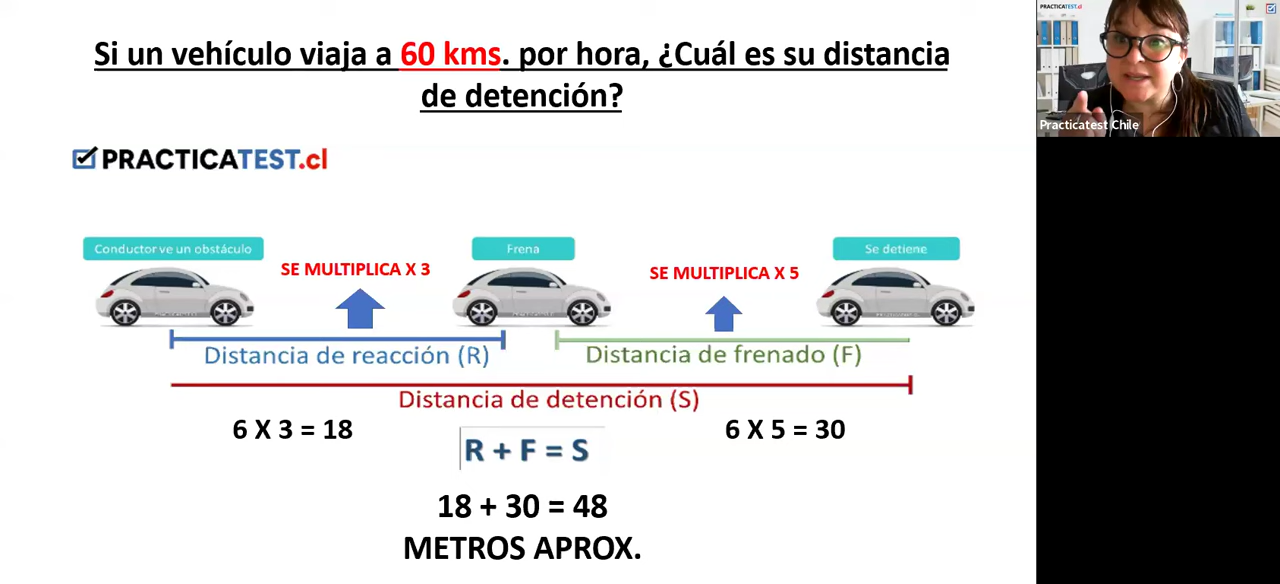 Si un vehículo viaja a 60 kms. por hora, ¿Cuál es su distancia
de detención?
PRACTICATEST.cl
Conductor ve un obstáculo
Frena
Se detiene
SE MULTIPLICA X 3
SE MULTIPLICA X 5
Distancia de reacción (R)
Distancia de frenado (F)
Distancia de detención (S)
6 X 3 = 18
6 X 5 = 30
R + F = S
18 + 30 = 48
METROS APROX.
PRACTICATEST.cl
Practicatest Chile